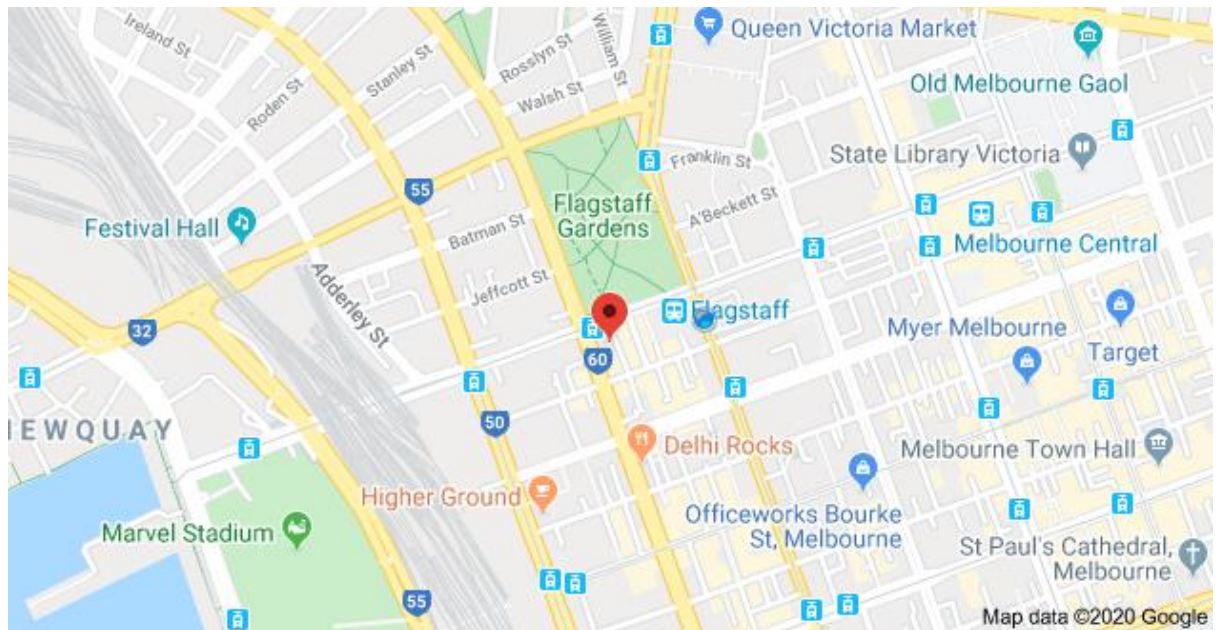 Ireland St
William St
Queen Victoria Market
Rosslyn St
Stanley St
Old Melbourne Gaol
Walsh St
Roden St
Franklin St
State Library Victoria
55
Flagstaff
Gardens
A'Beckett St
Festival Hall
Batman St
Melbourne Central
Adderley St
Jeffcott St
Flagstaff
32
Myer Melbourne
Target
60
50
EWQUAY
Delhi Rocks
Melbourne Town Hall
Higher Ground
Officeworks Bourke
St, Melbourne
Marvel Stadium
St Paul's Cathedral,
Melbourne
55
Map data ©2020 Google